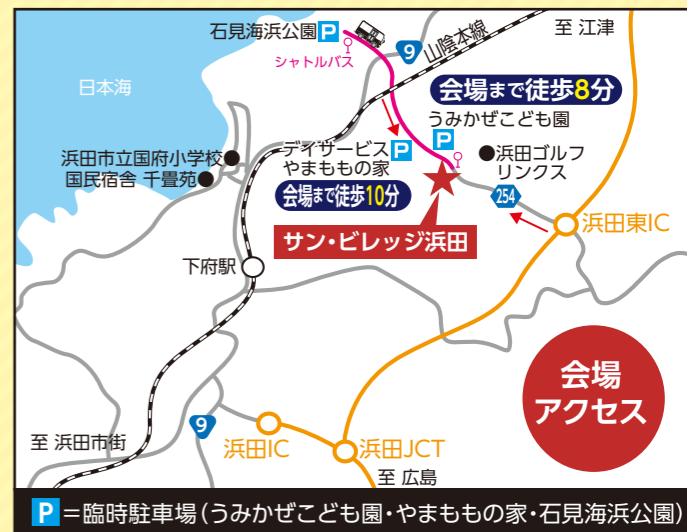 石見海浜公園 P
シャトルバス
9
山陰本線
至 江津
日本海
会場まで徒歩8分
うみかぜこども園
P
デイサービス
やまももの家
P
会場まで徒歩10分
浜田市立国府小学校
国民宿舎 千畳苑
浜田ゴルフ
リンクス
254
サン・ビレッジ浜田
浜田東IC
下府駅
会場
アクセス
9
浜田IC
浜田JCT
至 浜田市街
至 広島
P=臨時駐車場(うみかぜこども園・やまももの家・石見海浜公園)